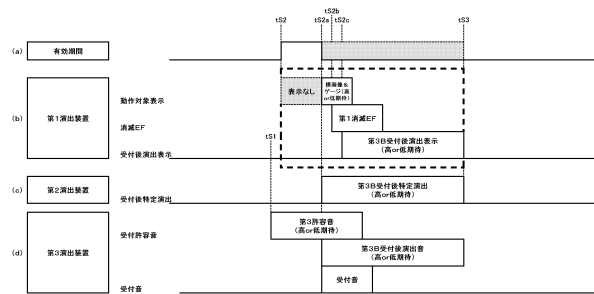 tS2b
tS2 tS2a tS2c tS3
(a) 有効期間
(b) 第1演出装置
動作対象表示
表示なし
模画像&
ゲージ(高
or低期待)
消滅EF
第1消滅EF
受付後演出表示
第3B受付後演出表示
(高or低期待)
tS1
(c) 第2演出装置
受付後特定演出
第3B受付後特定演出
(高or低期待)
(d) 第3演出装置
受付許容音
第3許容音
(高or低期待)
第3B受付後演出音
(高or低期待)
受付音
受付音